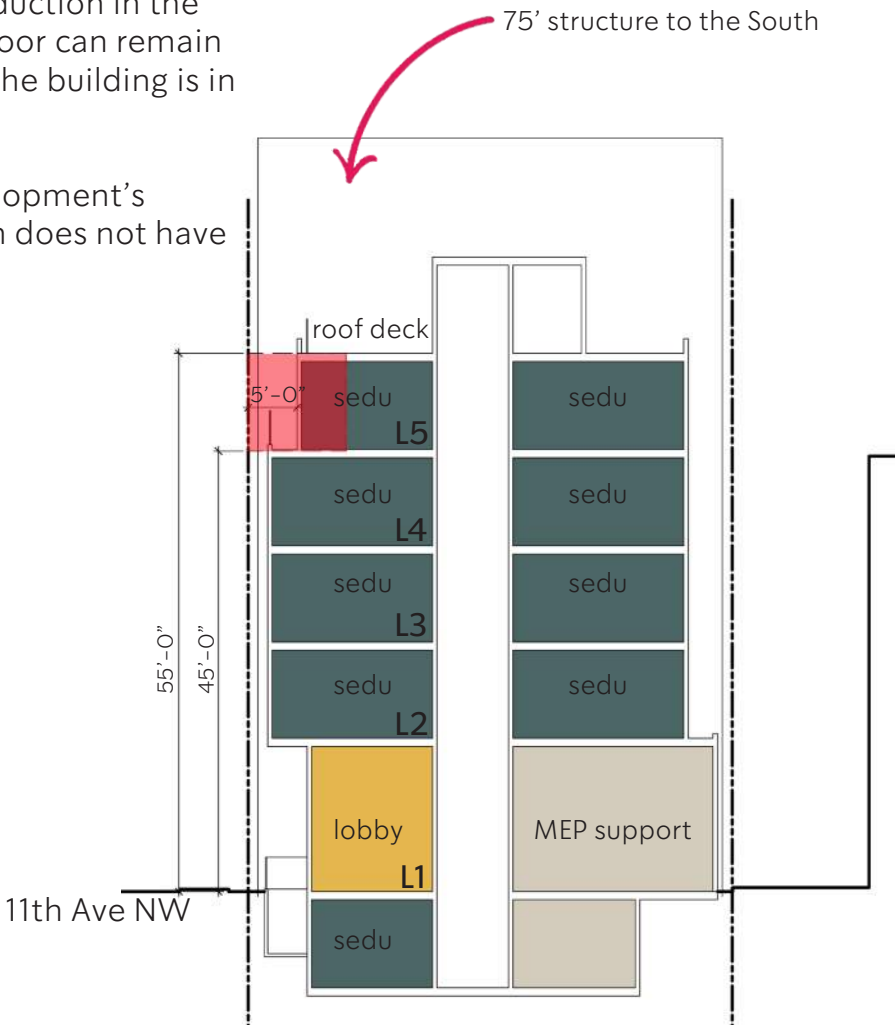 duction in the
oor can remain
he building is in
opment’s
n does not have
75’ structure to the South
roof deck
5’-0”
sedu
L5
sedu
sedu
L4
sedu
sedu
L3
sedu
sedu
L2
sedu
55’-0”
45’-0”
lobby
L1
MEP support
11th Ave NW
sedu